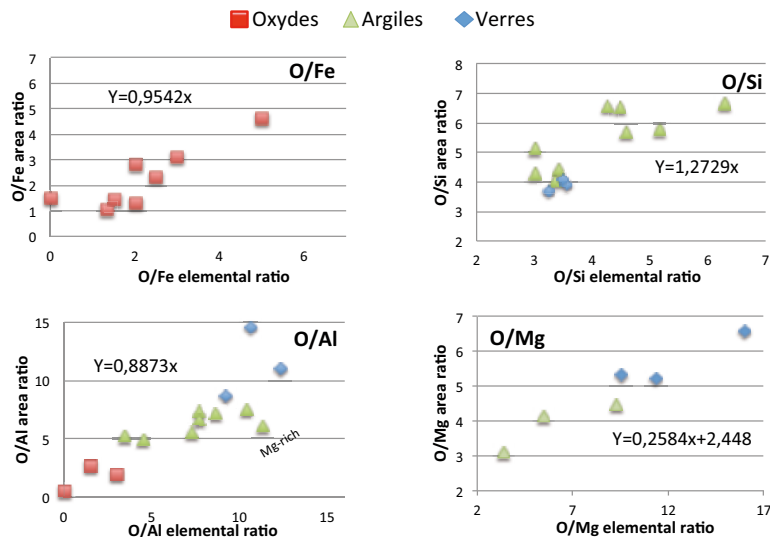 Oxydes Argiles Verres
O/Fe
Y=0,9542x
O/Fe area ratio
7
6
5
4
3
2
1
0
0 2 4 6
O/Fe elemental ratio
O/Si
Y=1,2729x
O/Si area ratio
8
7
6
5
4
3
2
2 3 4 5 6 7
O/Si elemental ratio
O/Al
Y=0,8873x
Mg-rich
O/Al area ratio
15
10
5
0
0 5 10 15
O/Al elemental ratio
O/Mg
Y=0,2584x+2,448
O/Mg area ratio
7
6
5
4
3
2
2 7 12 17
O/Mg elemental ratio